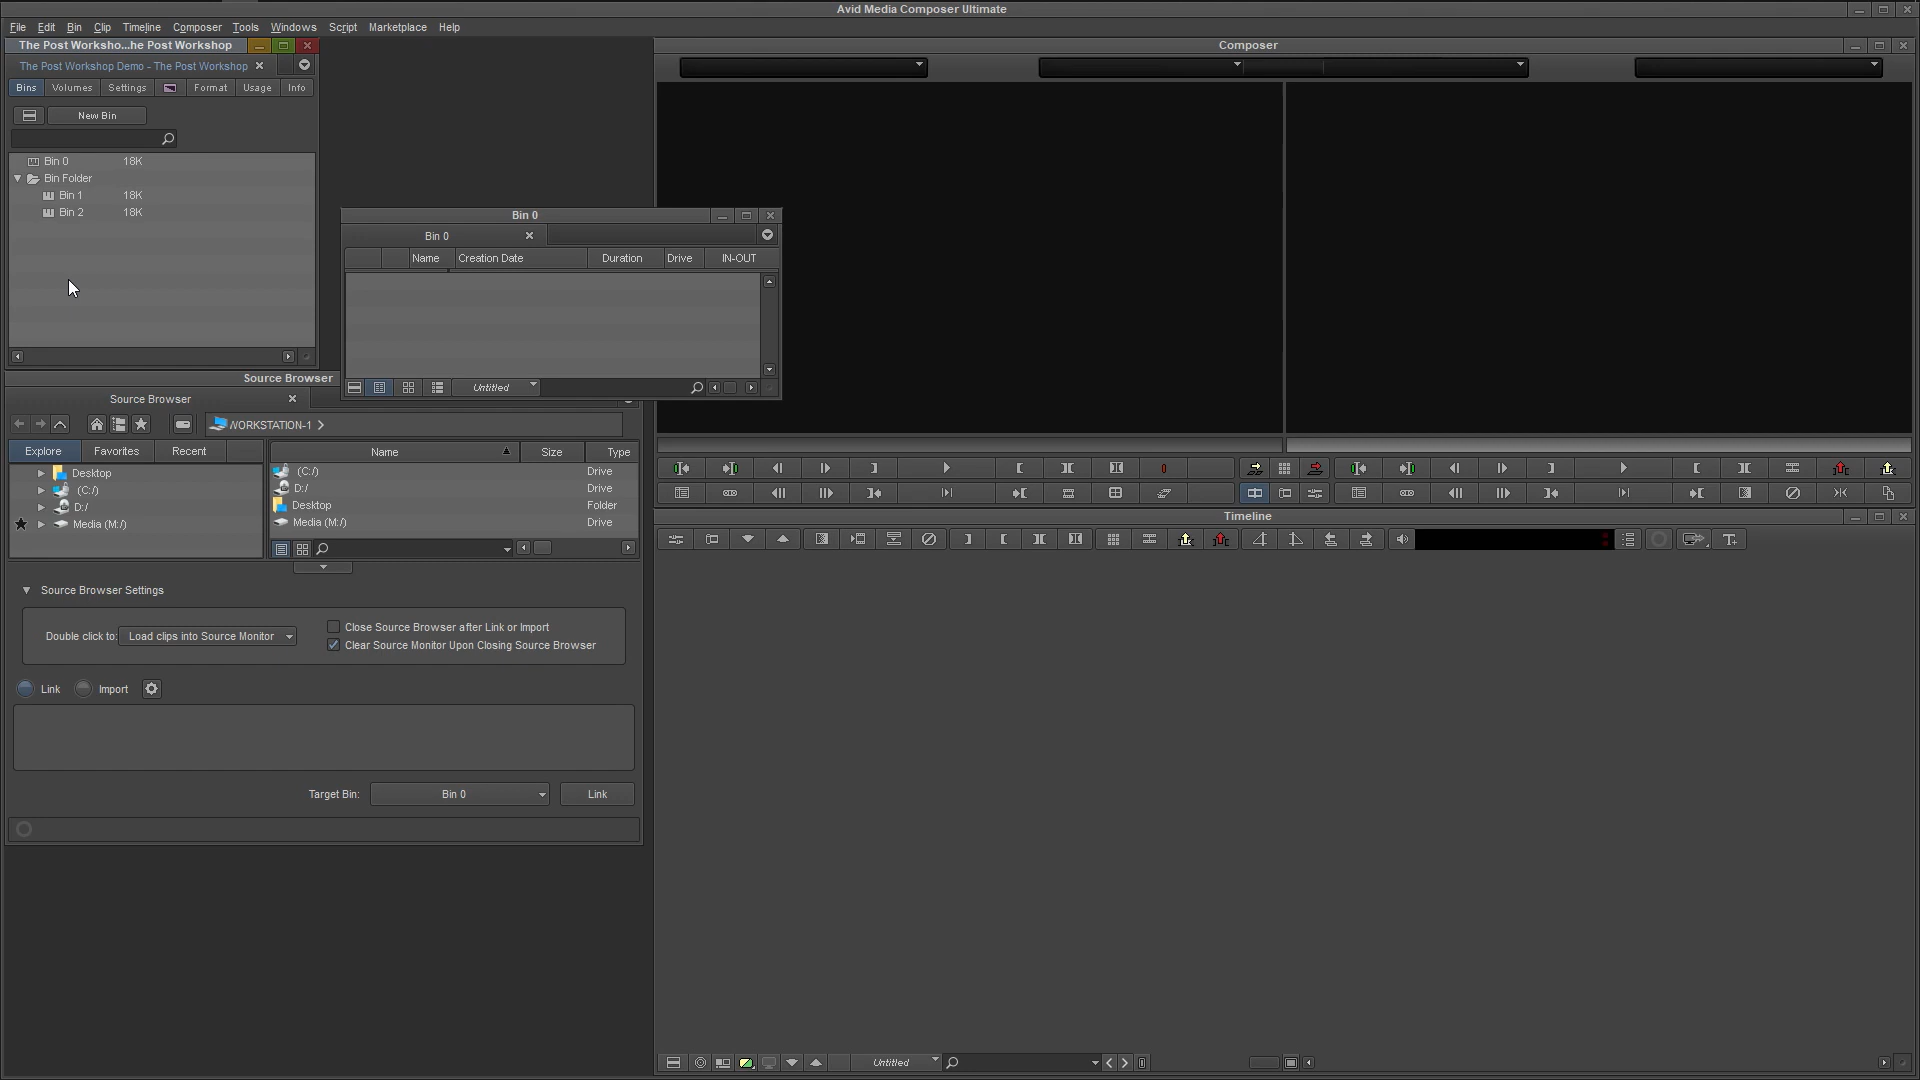 Avid Media Composer Ultimate
File Edit Bin Clip Timeline Composer Tools Windows Script Marketplace Help
The Post Worksho...he Post Workshop
The Post Workshop Demo - The Post Workshop
Bins Volumes Settings Format Usage Info
New Bin
Bin 0 18K
Bin Folder
Bin 1 18K
Bin 2 18K
Bin 0
Bin 0
Name Creation Date Duration Drive IN-OUT
Untitled
Composer
Source Browser
Source Browser
WORKSTATION-1
Explore Favorites Recent
Name Size Type
Desktop
(C:/)
D:/
Media (M:/)
(C:/) Drive
D:/ Drive
Desktop Folder
Media (M:/) Drive
Source Browser Settings
Double click to: Load clips into Source Monitor
Close Source Browser after Link or Import
Clear Source Monitor Upon Closing Source Browser
Link Import
Target Bin: Bin 0 Link
Timeline
Untitled